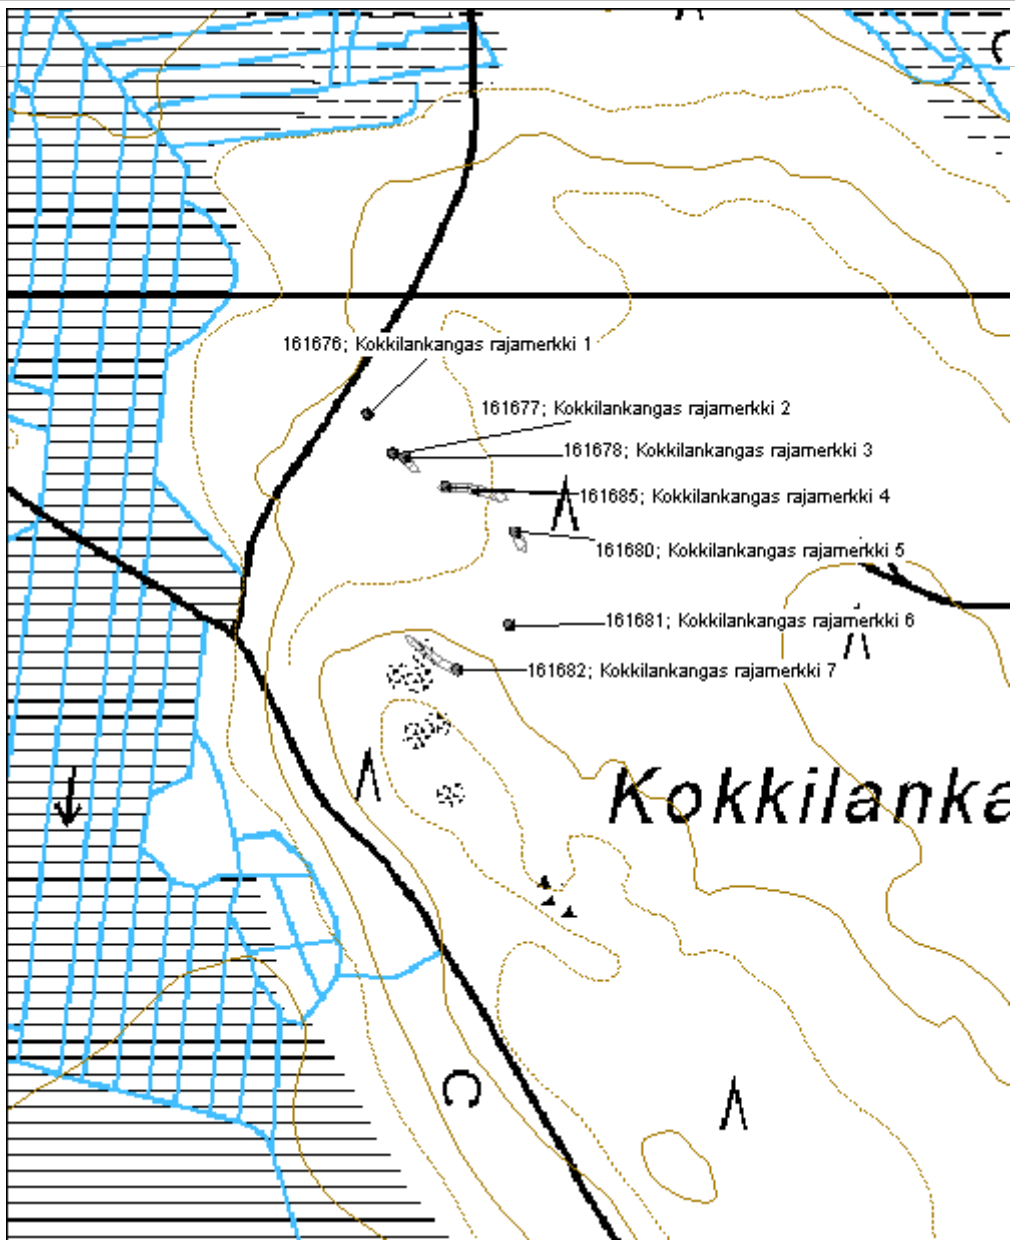 161676; Kokkilankangas rajamerkki 1
161677; Kokkilankangas rajamerkki 2
161678; Kokkilankangas rajamerkki 3
161685; Kokkilankangas rajamerkki 4
161680; Kokkilankangas rajamerkki 5
161681; Kokkilankangas rajamerkki 6
161682; Kokkilankangas rajamerkki 7
Kokkilanka